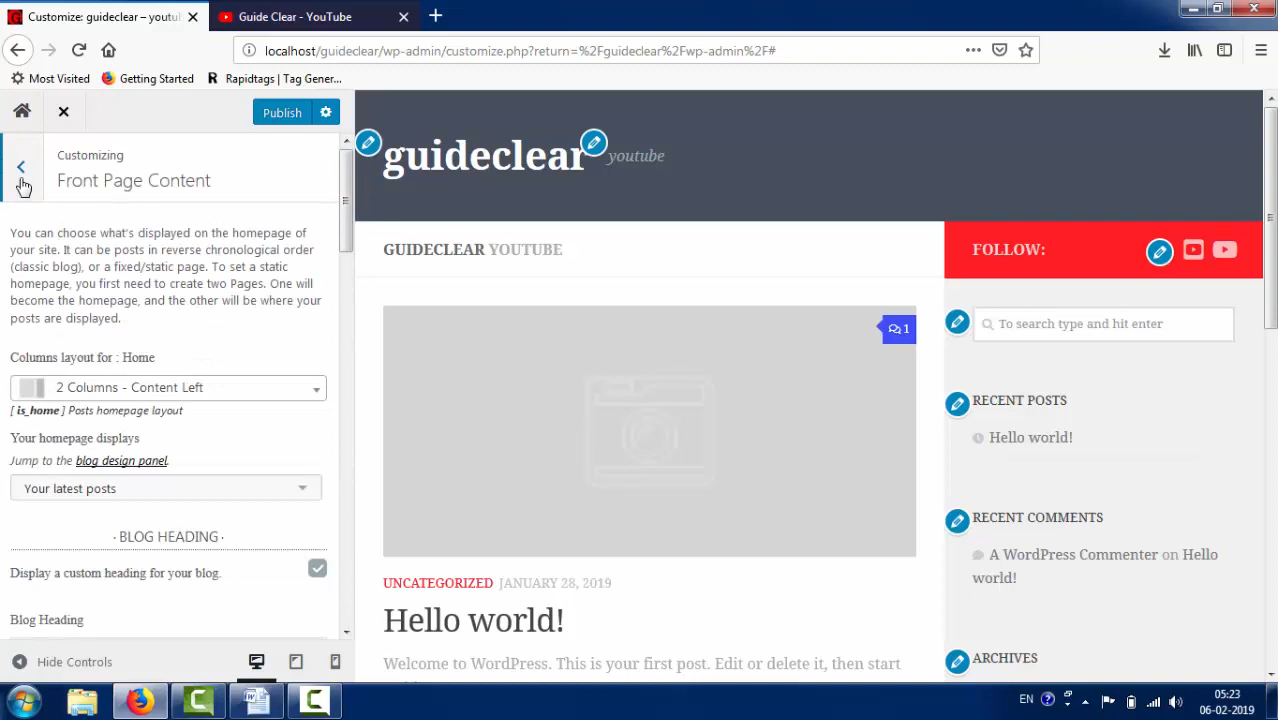 Customize: guideclear – youtu
Guide Clear - YouTube
localhost/guideclear/wp-admin/customize.php?return=%2Fguideclear%2Fwp-admin%2F#
Most Visited
Getting Started
R Rapidtags | Tag Gener...
Publish
Customizing
Front Page Content
You can choose what's displayed on the homepage of
your site. It can be posts in reverse chronological order
(classic blog), or a fixed/static page. To set a static
homepage, you first need to create two Pages. One will
become the homepage, and the other will be where your
posts are displayed.
Columns layout for : Home
2 Columns - Content Left
[ is_home ] Posts homepage layout
Your homepage displays
Jump to the blog design panel.
Your latest posts
· BLOG HEADING ·
Display a custom heading for your blog.
Blog Heading
Hide Controls
guideclear
youtube
GUIDECLEAR YOUTUBE
1
UNCATEGORIZED JANUARY 28, 2019
Hello world!
Welcome to WordPress. This is your first post. Edit or delete it, then start
FOLLOW:
To search type and hit enter
RECENT POSTS
Hello world!
RECENT COMMENTS
A WordPress Commenter on Hello
world!
ARCHIVES
EN
05:23
06-02-2019